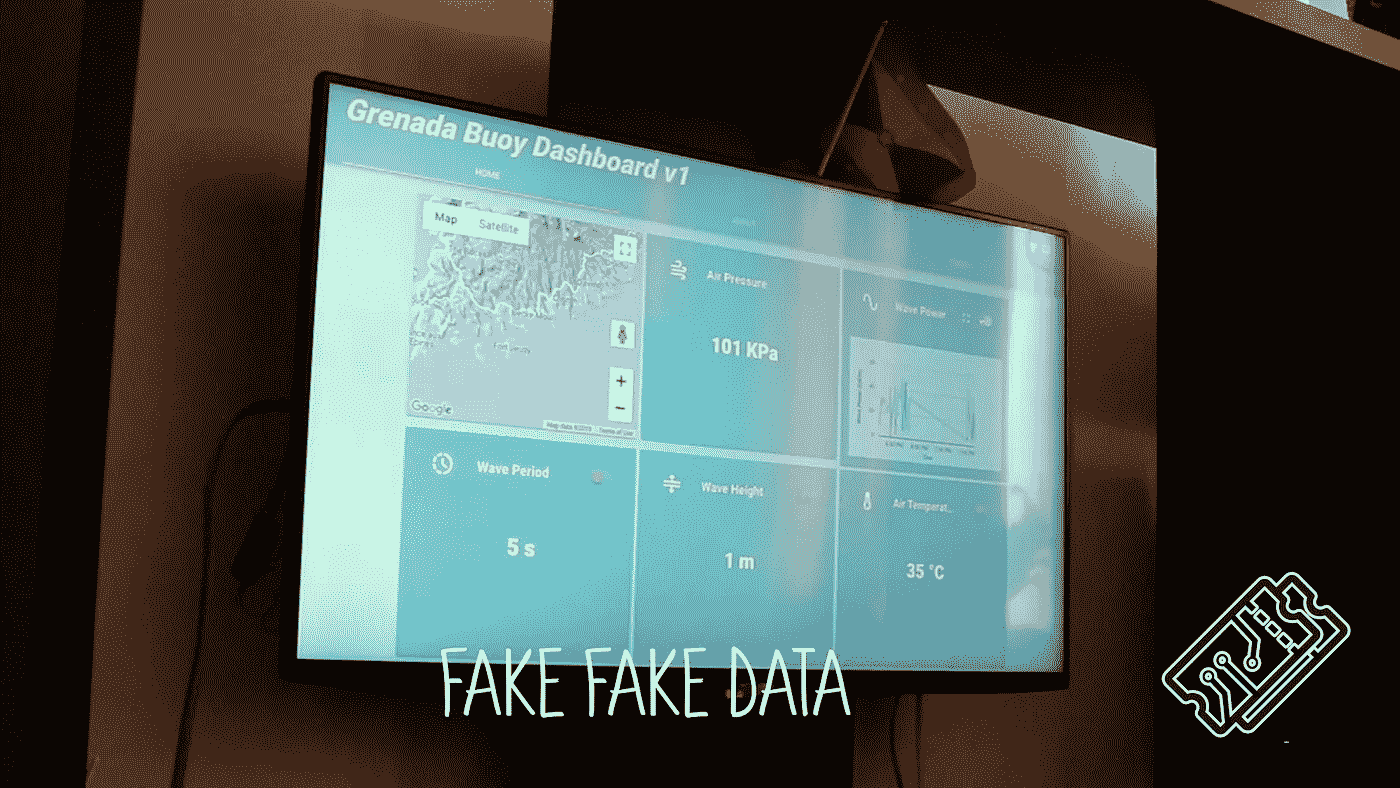 Grenada Buoy Dashboard v1
HOME
Map
Satellite
Google
Air Pressure
101 KPa
Wave Power
Wave Period
5 s
Wave Height
1 m
Air Temperat...
35 °C
FAKE FAKE DATA